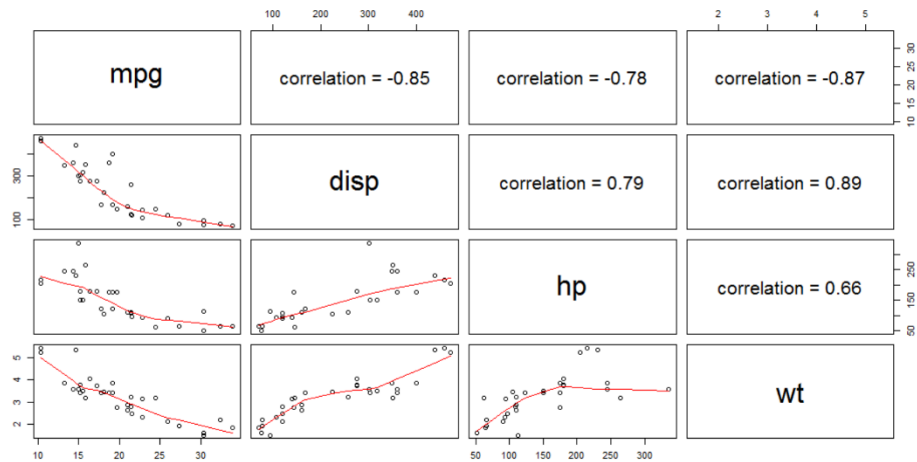 100 200 300 400
2 3 4 5
mpg
correlation = -0.85
correlation = -0.78
correlation = -0.87
10 15 20 25 30
100 300
disp
correlation = 0.79
correlation = 0.89
hp
correlation = 0.66
50 150 250
2 3 4 5
wt
10 15 20 25 30
50 100 150 200 250 300